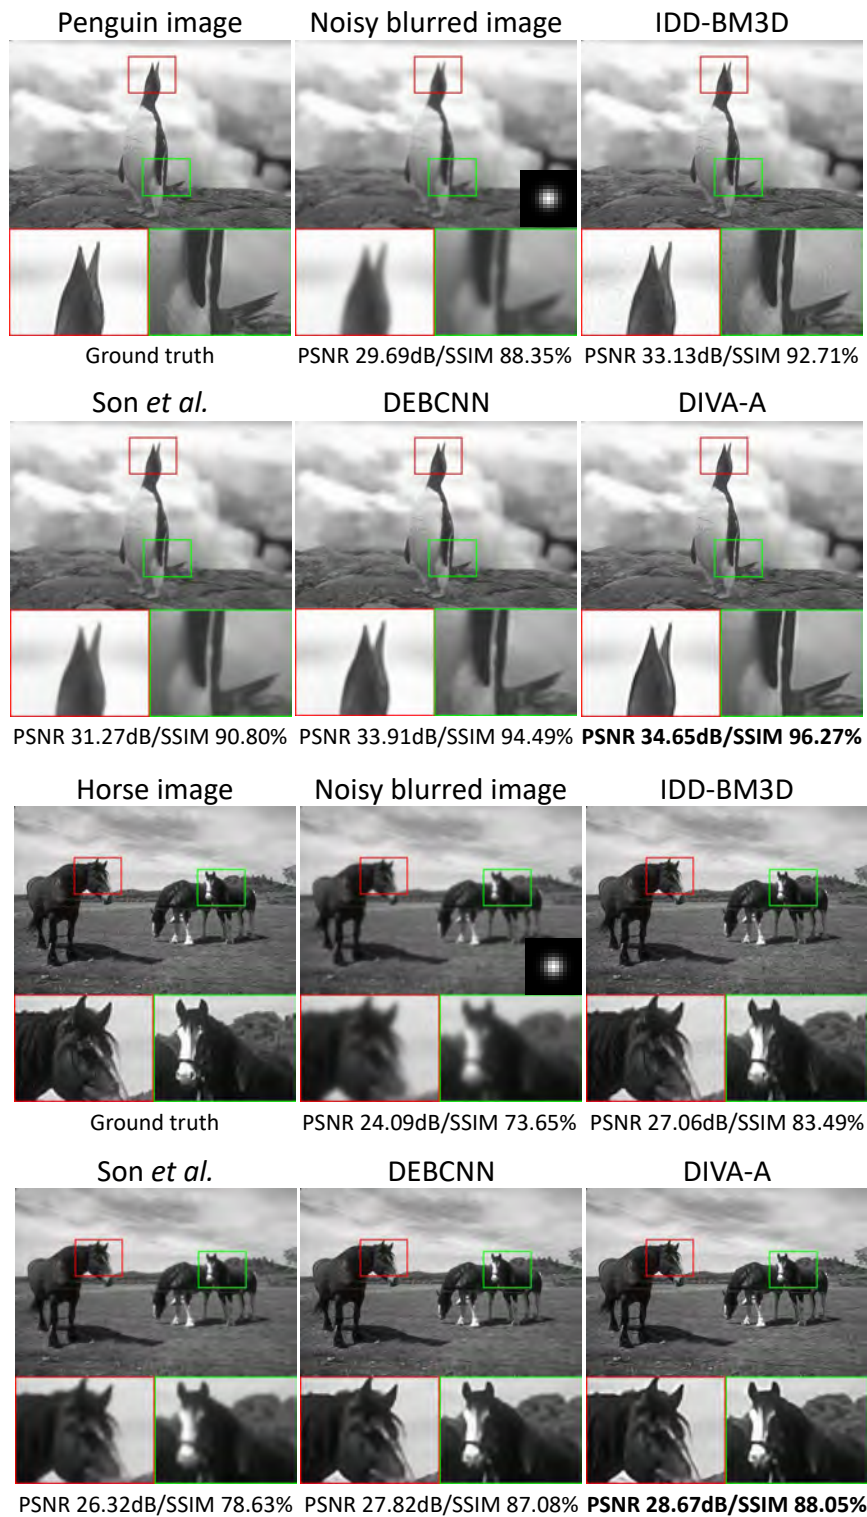 Penguin image Noisy blurred image IDD-BM3D
Ground truth PSNR 29.69dB/SSIM 88.35% PSNR 33.13dB/SSIM 92.71%
Son et al. DEBCNN DIVA-A
PSNR 31.27dB/SSIM 90.80% PSNR 33.91dB/SSIM 94.49% PSNR 34.65dB/SSIM 96.27%
Horse image Noisy blurred image IDD-BM3D
Ground truth PSNR 24.09dB/SSIM 73.65% PSNR 27.06dB/SSIM 83.49%
Son et al. DEBCNN DIVA-A
PSNR 26.32dB/SSIM 78.63% PSNR 27.82dB/SSIM 87.08% PSNR 28.67dB/SSIM 88.05%